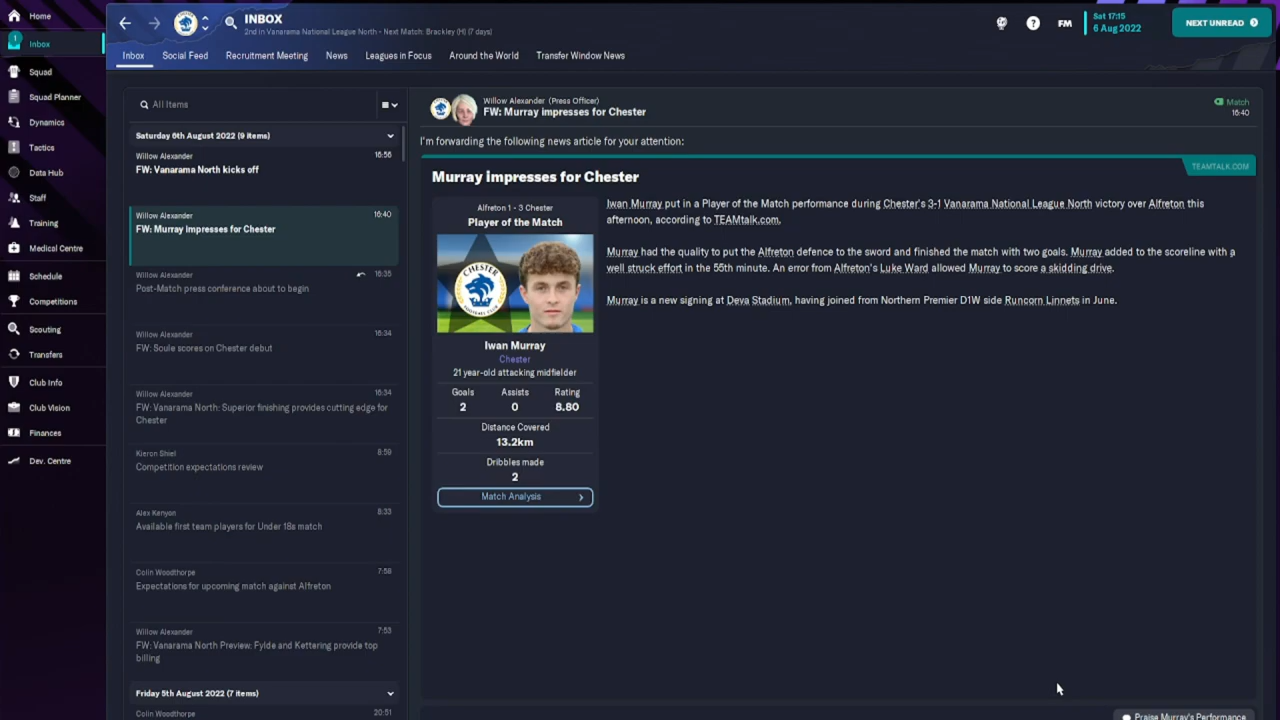 Home
Inbox
1
Squad
Squad Planner
Dynamics
Tactics
Data Hub
Staff
Training
Medical Centre
Schedule
Competitions
Scouting
Transfers
Club Info
Club Vision
Finances
Dev. Centre
INBOX
2nd in Vanarama National League North - Next Match: Brackley (H) (7 days)
FM
Sat 17:15
6 Aug 2022
NEXT UNREAD
Inbox Social Feed Recruitment Meeting News Leagues in Focus Around the World Transfer Window News
All Items
Saturday 6th August 2022 (9 items)
Willow Alexander 16:56
FW: Vanarama North kicks off
Willow Alexander 16:40
FW: Murray impresses for Chester
Willow Alexander 16:35
Post-Match press conference about to begin
Willow Alexander 16:34
FW: Soule scores on Chester debut
Willow Alexander 16:34
FW: Vanarama North: Superior finishing provides cutting edge for
Chester
Kieron Shiel 8:59
Competition expectations review
Alex Kenyon 8:33
Available first team players for Under 18s match
Colin Woodthorpe 7:58
Expectations for upcoming match against Alfreton
Willow Alexander 7:53
FW: Vanarama North Preview: Fylde and Kettering provide top
billing
Friday 5th August 2022 (7 items)
Colin Woodthorpe 20:51
Willow Alexander (Press Officer)
FW: Murray impresses for Chester
Match
16:40
I'm forwarding the following news article for your attention:
TEAMTALK.COM
Murray impresses for Chester
Alfreton 1 - 3 Chester
Player of the Match
CHESTER
FOOTBALL CLUB
Iwan Murray
Chester
21 year-old attacking midfielder
Goals Assists Rating
2 0 8.80
Distance Covered
13.2km
Dribbles made
2
Match Analysis
Iwan Murray put in a Player of the Match performance during Chester's 3-1 Vanarama National League North victory over Alfreton this
afternoon, according to TEAMtalk.com.
Murray had the quality to put the Alfreton defence to the sword and finished the match with two goals. Murray added to the scoreline with a
well struck effort in the 55th minute. An error from Alfreton's Luke Ward allowed Murray to score a skidding drive.
Murray is a new signing at Deva Stadium, having joined from Northern Premier D1W side Runcorn Linnets in June.
Praise Murray's Performance